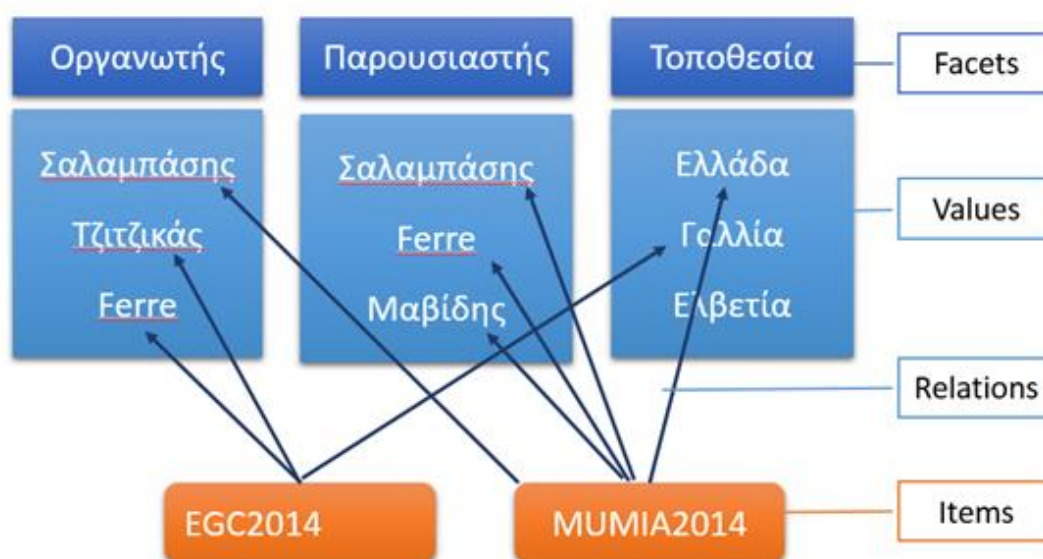 Οργανωτής
Παρουσιαστής
Τοποθεσία
Facets
Σαλαμπάσης
Τζιτζικάς
Ferre
Σαλαμπάσης
Ferre
Μαβίδης
Ελλάδα
Γαλλία
Ελβετία
Values
Relations
EGC2014
MUMIA2014
Items